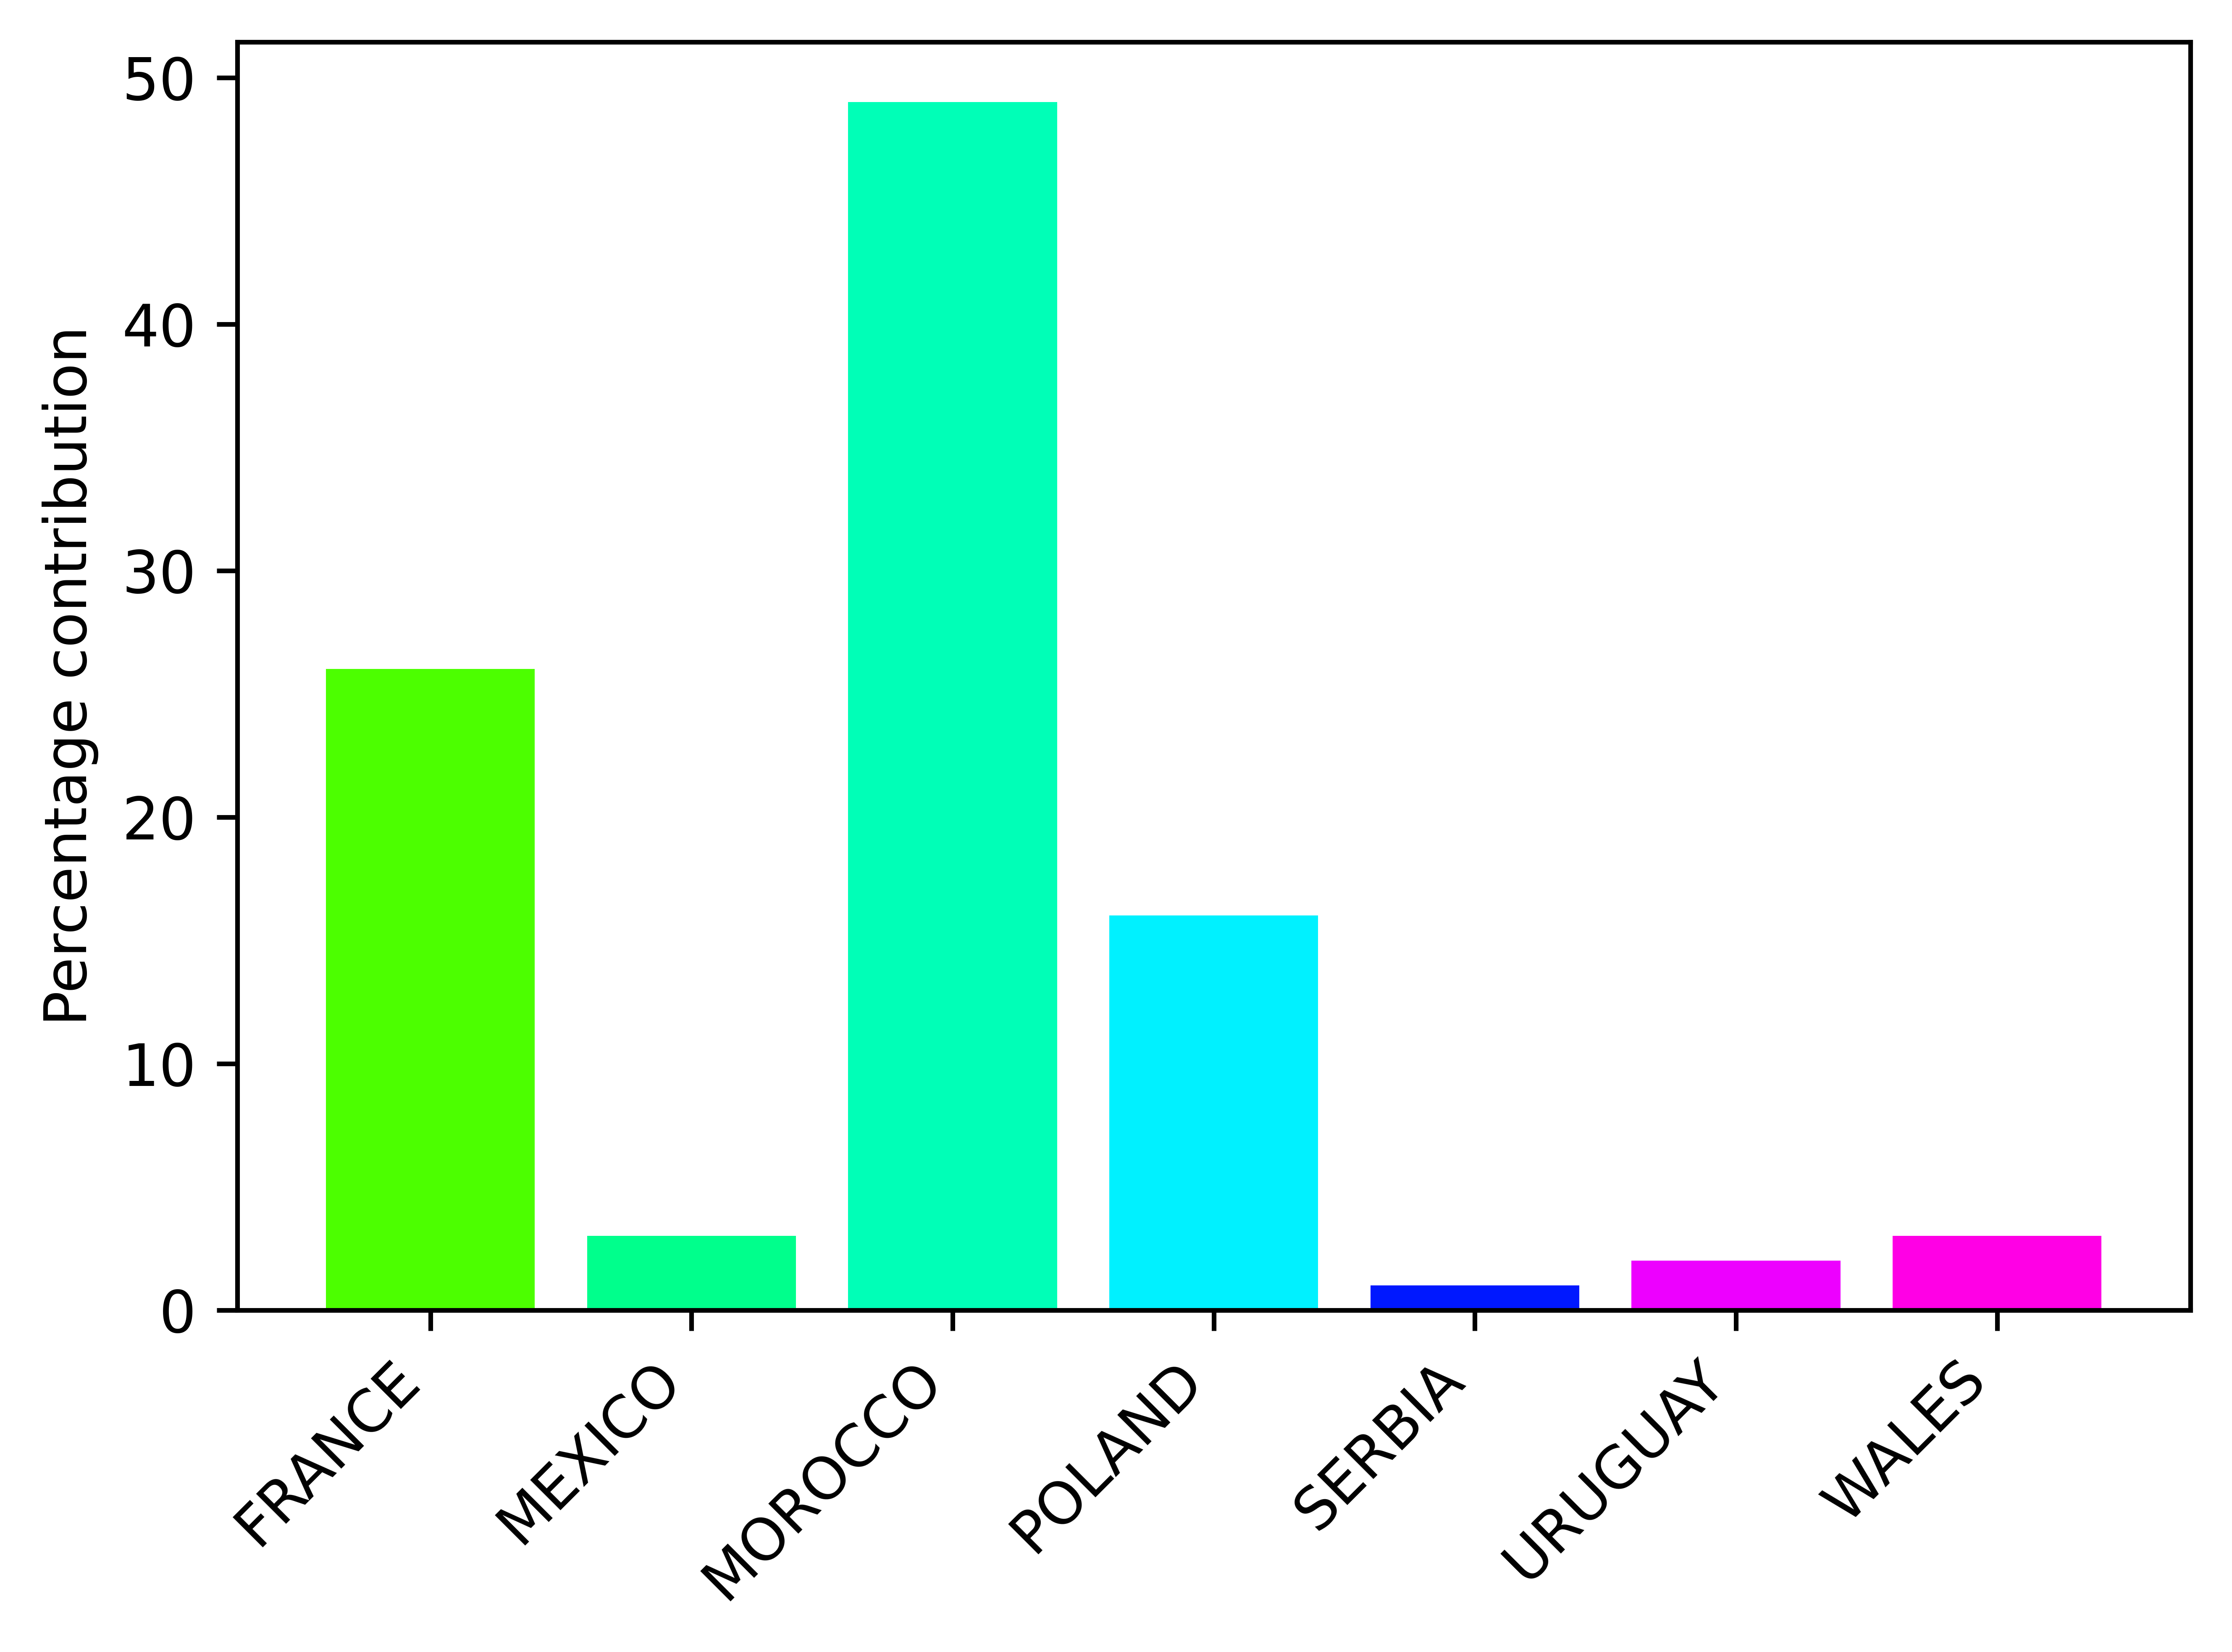 Percentage contribution
50
40
30
20
10
0
FRANCE
MEXICO
MOROCCO
POLAND
SERBIA
URUGUAY
WALES